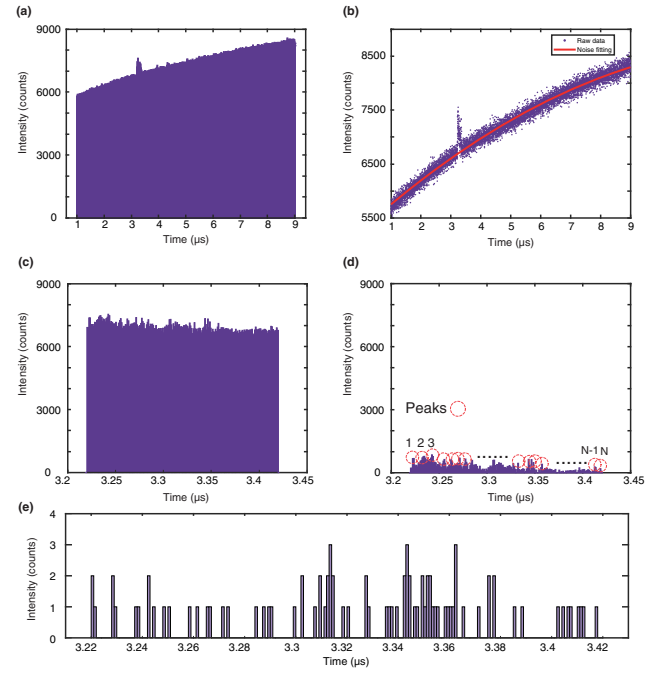 (a)
9000
6000
3000
0
Intensity (counts)
1 2 3 4 5 6 7 8 9
Time (µs)
(b)
8500
7500
6500
5500
Intensity (counts)
Raw data
Noise fitting
1 2 3 4 5 6 7 8 9
Time (µs)
(c)
9000
6000
3000
0
Intensity (counts)
3.2 3.25 3.3 3.35 3.4 3.45
Time (µs)
(d)
9000
6000
3000
0
Intensity (counts)
Peaks
1 2 3 N-1 N
3.2 3.25 3.3 3.35 3.4 3.45
Time (µs)
(e)
4
3
2
1
0
Intensity (counts)
3.22 3.24 3.26 3.28 3.3 3.32 3.34 3.36 3.38 3.4 3.42
Time (µs)